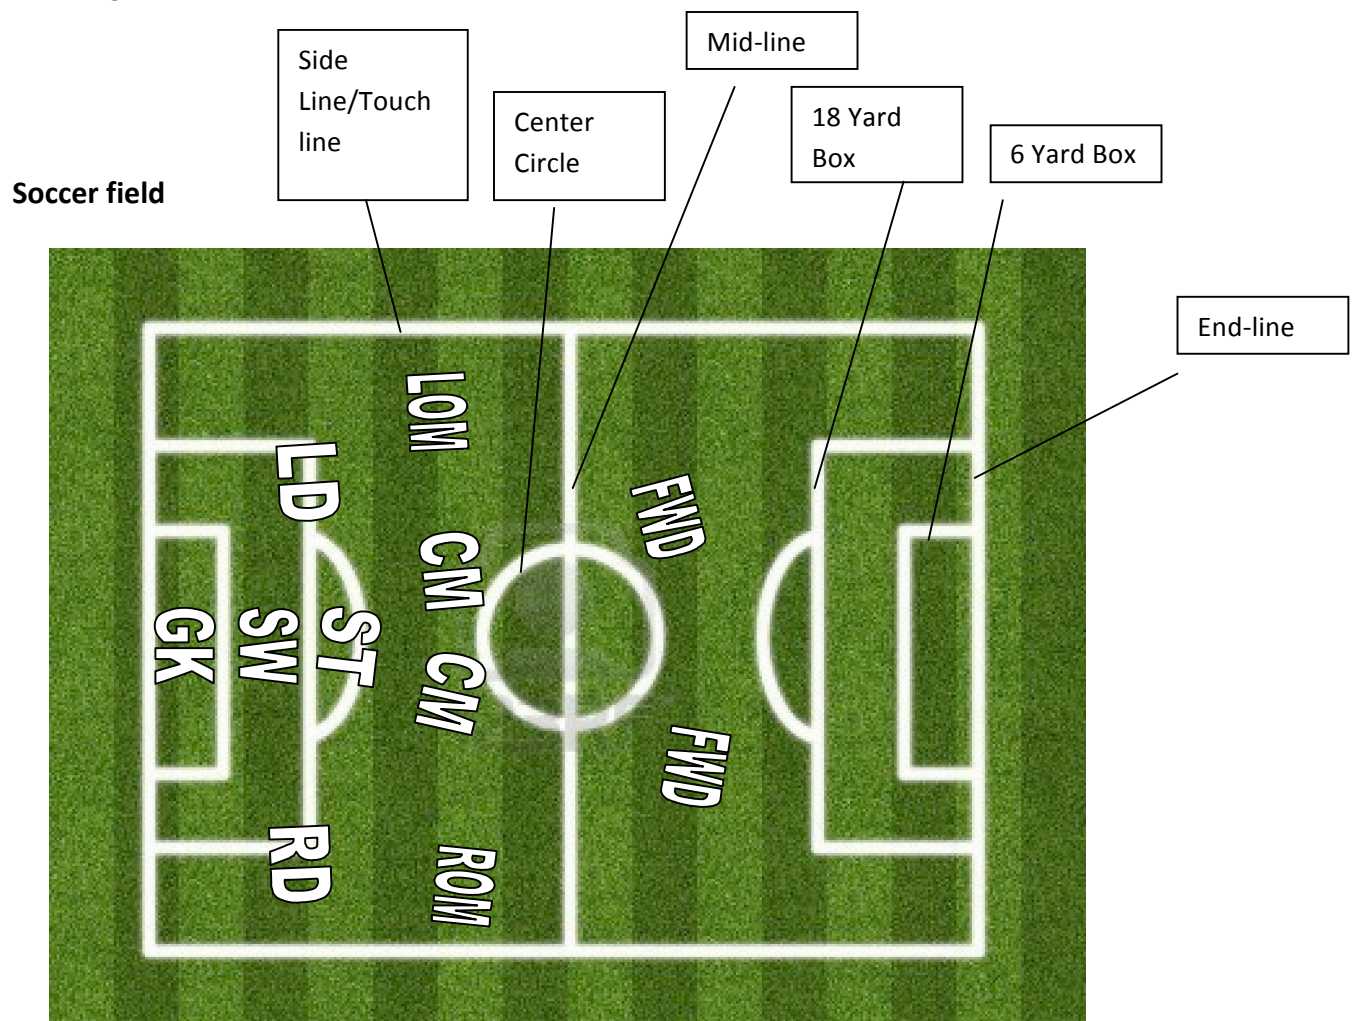 Mid-line
Side
Line/Touch
line
Center
Circle
18 Yard
Box
6 Yard Box
Soccer field
End-line
LOM
LD
FWD
CM
GK
SW
ST
CM
FWD
RD
ROM